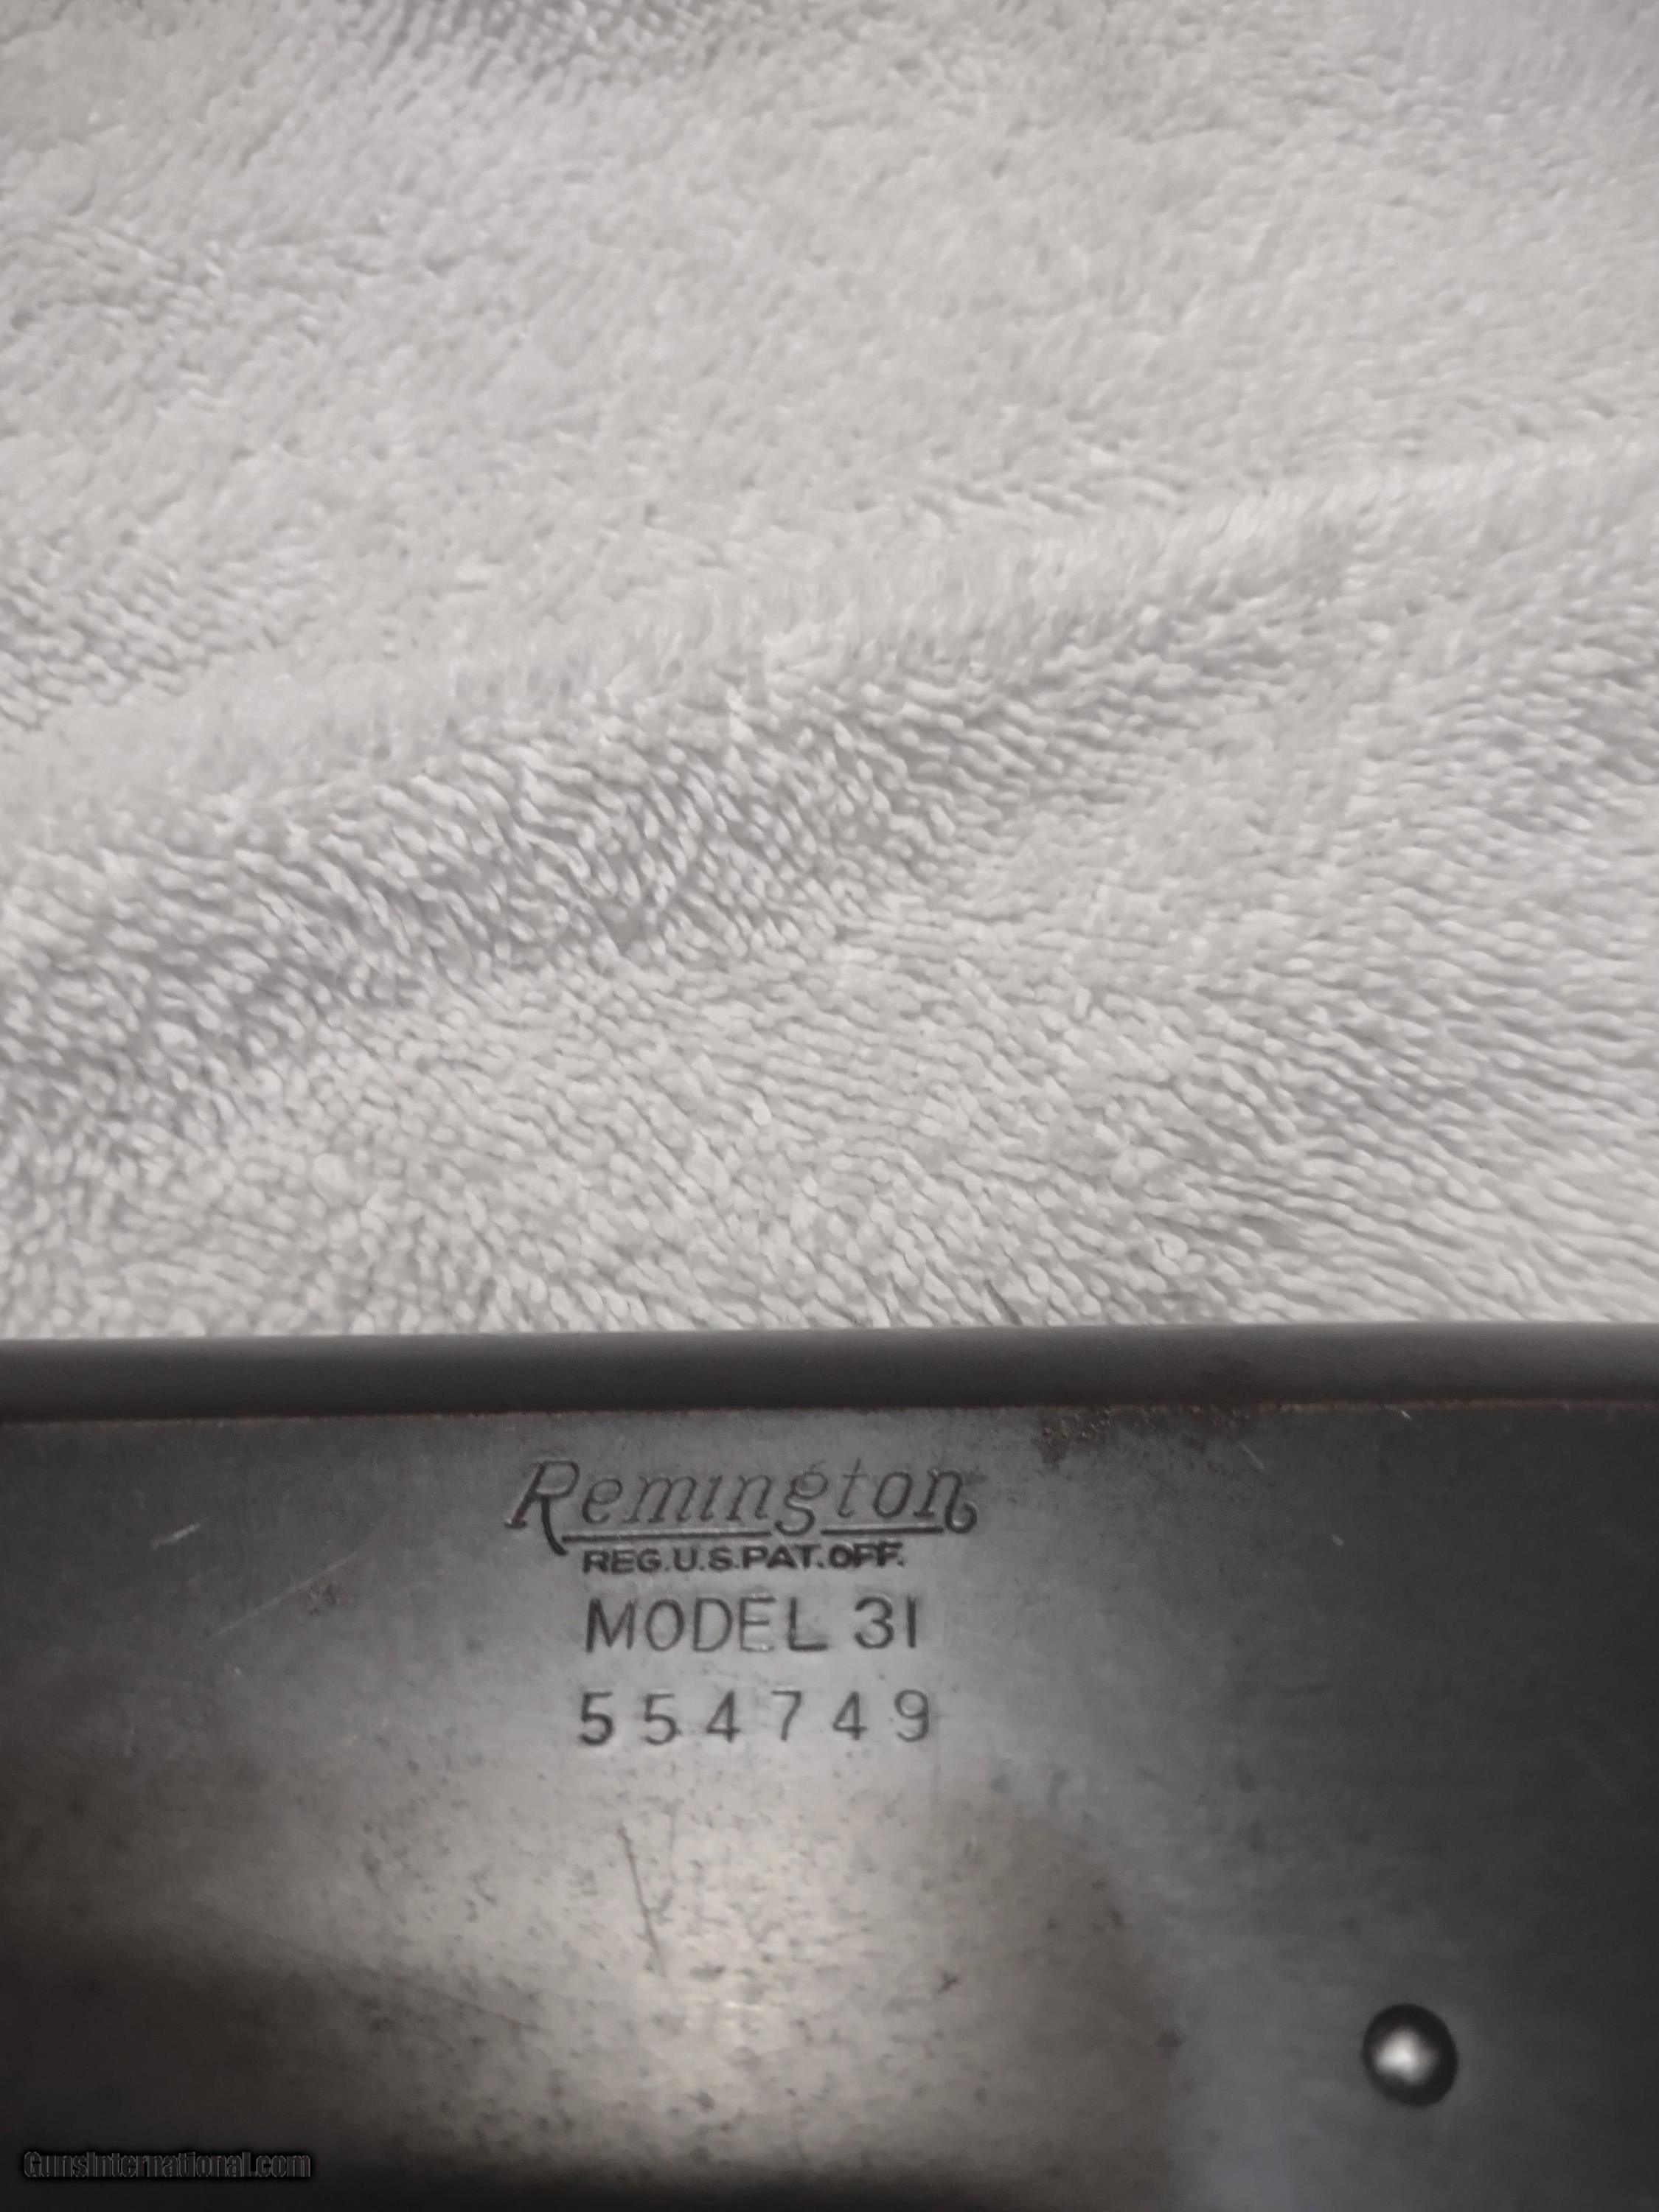 Remington
REG.U.S.PAT.OFF.
MODEL 31
554749
GunsInternational.com